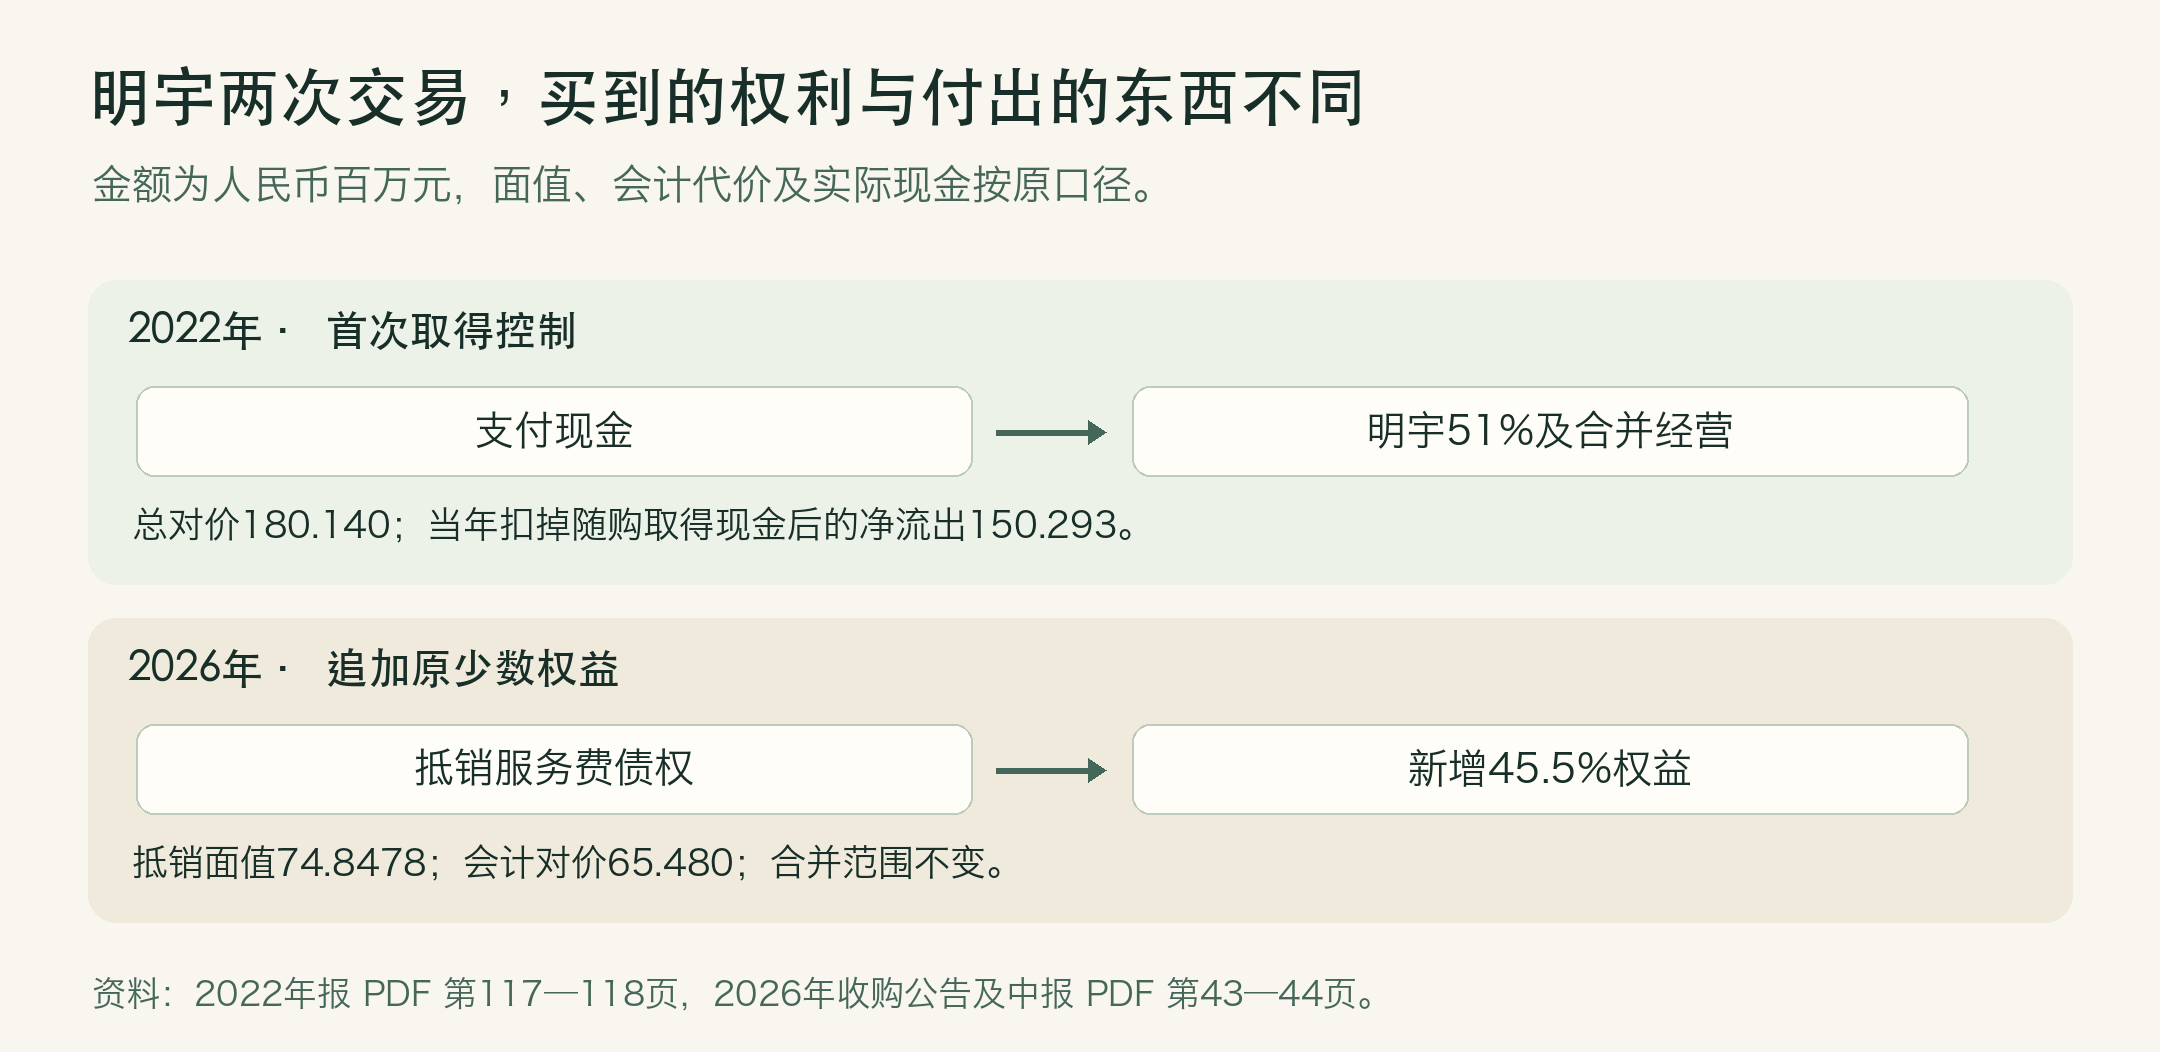 明宇两次交易，买到的权利与付出的东西不同
金额为人民币百万元，面值、会计代价及实际现金按原口径。
2022年 · 首次取得控制
支付现金
明宇51%及合并经营
总对价180.140；当年扣掉随购取得现金后的净流出150.293。
2026年 · 追加原少数权益
抵销服务费债权
新增45.5%权益
抵销面值74.8478；会计对价65.480；合并范围不变。
资料：2022年报 PDF 第117—118页，2026年收购公告及中报 PDF 第43—44页。